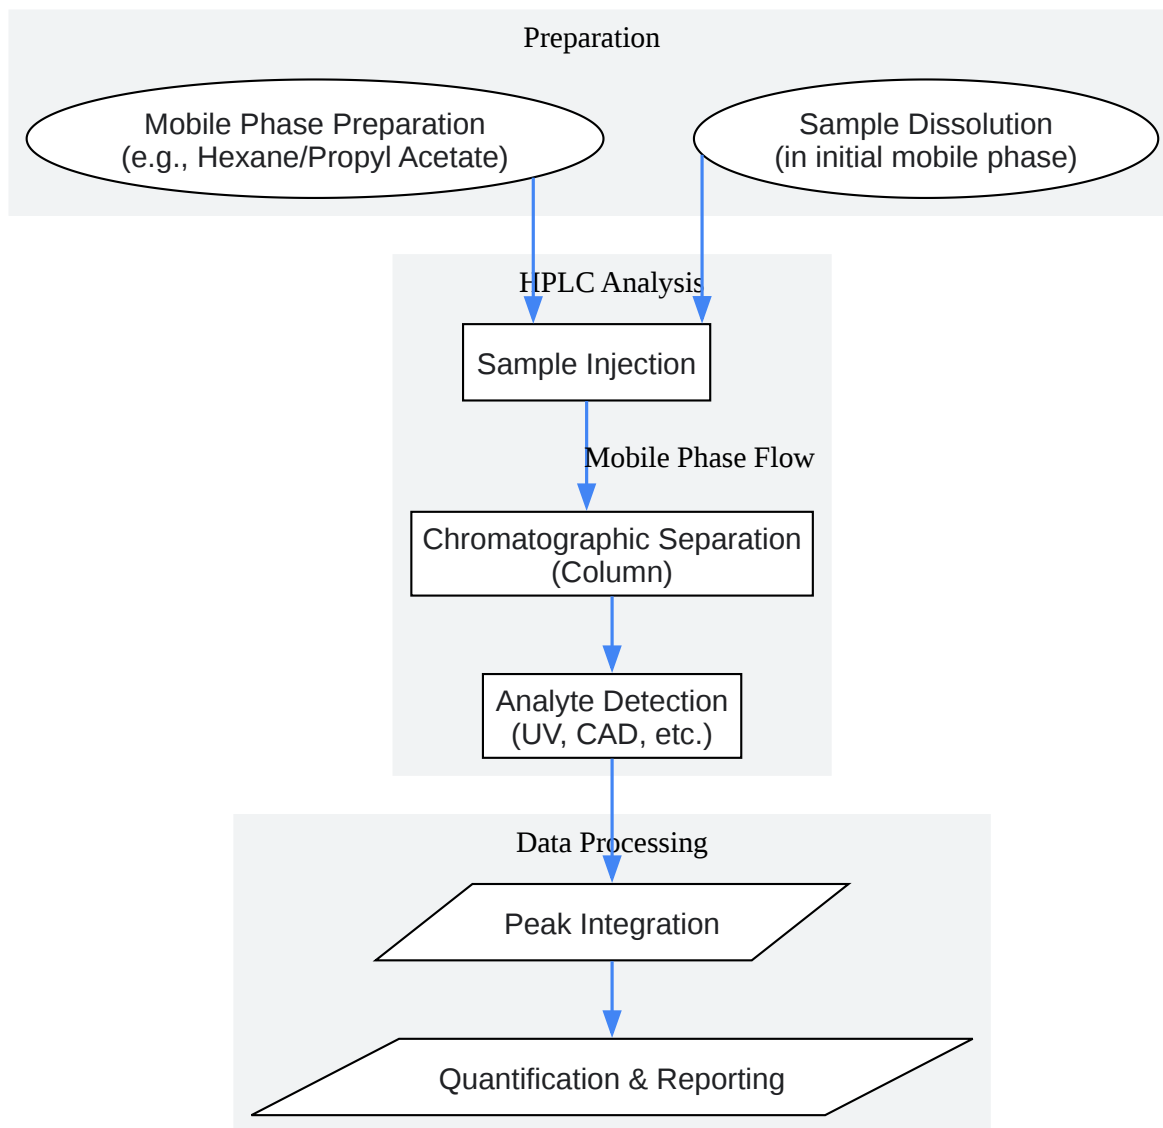 Preparation
Mobile Phase Preparation
(e.g., Hexane/Propyl Acetate)
Sample Dissolution
(in initial mobile phase)
HPLC Analysis
Sample Injection
Mobile Phase Flow
Chromatographic Separation
(Column)
Analyte Detection
(UV, CAD, etc.)
Data Processing
Peak Integration
Quantification & Reporting